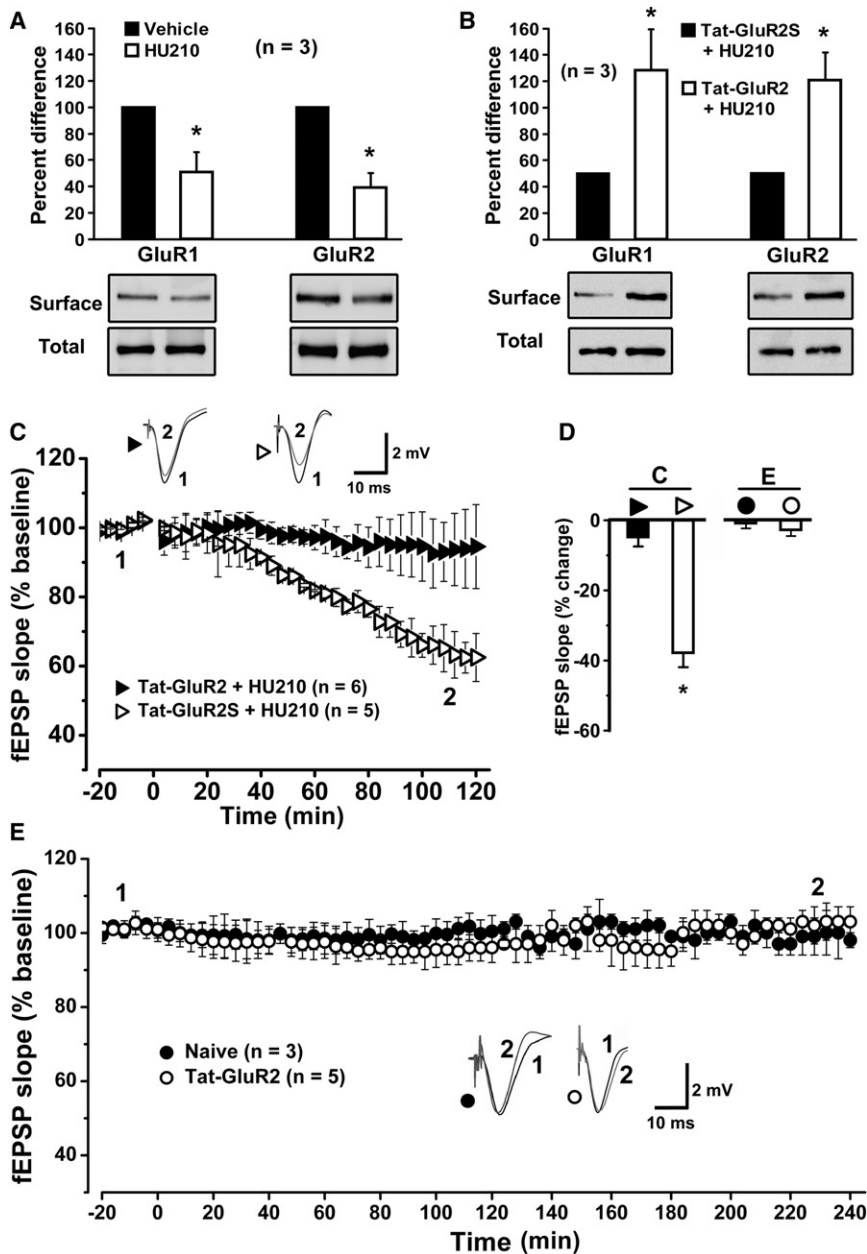 A
Vehicle
HU210
(n = 3)
Percent difference
160
140
120
100
80
60
40
20
0
*
*
GluR1
GluR2
Surface
Total
B
Tat-GluR2S
+ HU210
Tat-GluR2
+ HU210
(n = 3)
Percent difference
160
140
120
100
80
60
40
20
0
*
*
GluR1
GluR2
Surface
Total
C
2
1
2
1
2 mV
10 ms
fEPSP slope (% baseline)
120
100
80
60
40
1
2
Tat-GluR2 + HU210 (n = 6)
Tat-GluR2S + HU210 (n = 5)
-20 0 20 40 60 80 100 120
Time (min)
D
C
E
fEPSP slope (% change)
0
-20
-40
-60
*
E
fEPSP slope (% baseline)
120
100
80
60
40
1
2
Naive (n = 3)
Tat-GluR2 (n = 5)
2
1
1
2
2 mV
10 ms
-20 0 20 40 60 80 100 120 140 160 180 200 220 240
Time (min)